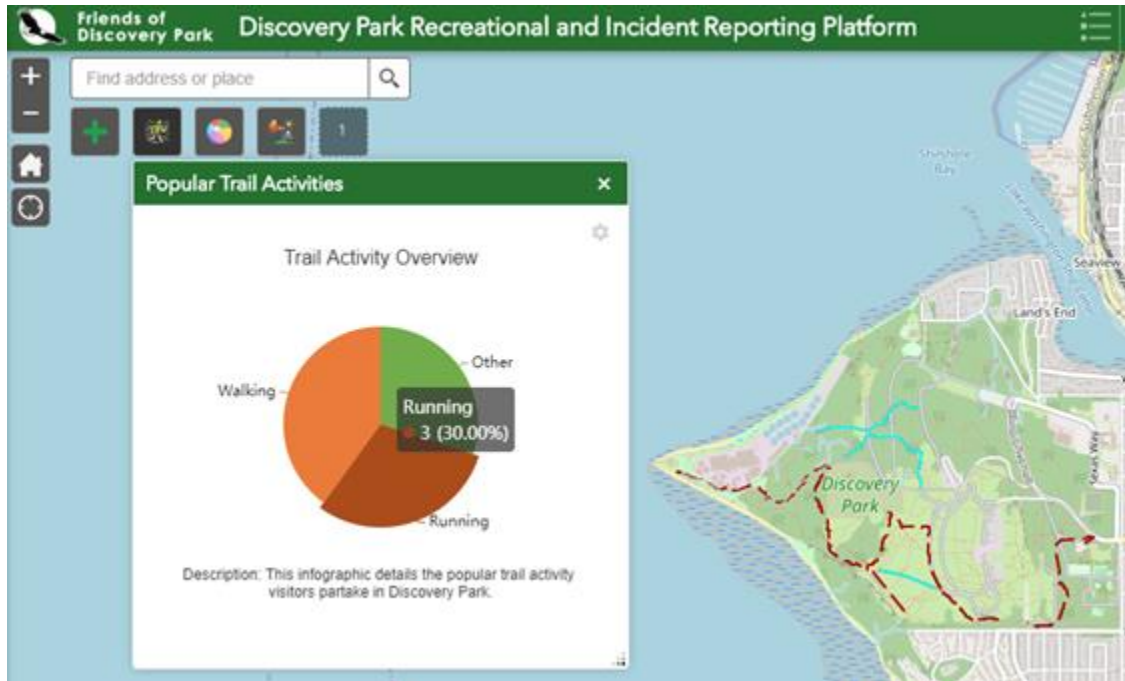 Friends of
Discovery Park
Discovery Park Recreational and Incident Reporting Platform
+
Find address or place
−
1
Popular Trail Activities
×
Trail Activity Overview
Other
Walking
Running
3 (30.00%)
Running
Description: This infographic details the popular trail activity
visitors partake in Discovery Park.
Shilshole
Bay
Seaview
Land's End
Texas Way
Discovery
Park